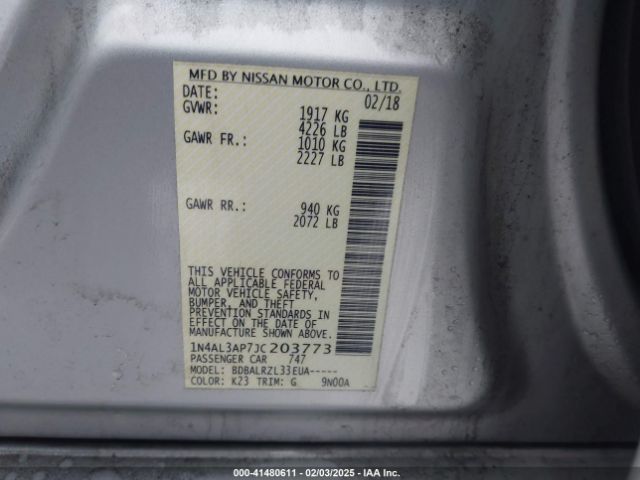 MFD BY NISSAN MOTOR CO., LTD.
DATE: 02/18
GVWR: 1917 KG
4226 LB
GAWR FR.: 1010 KG
2227 LB
GAWR RR.: 940 KG
2072 LB
THIS VEHICLE CONFORMS TO
ALL APPLICABLE FEDERAL
MOTOR VEHICLE SAFETY,
BUMPER, AND THEFT
PREVENTION STANDARDS
IN EFFECT ON THE DATE OF
MANUFACTURE SHOWN ABOVE.
1N4AL3AP7JC203773
PASSENGER CAR 747
MODEL: BDBALRZL33EUA-----
COLOR: K23 TRIM: G 9N00A
000-41480611 - 02/03/2025 - IAA Inc.